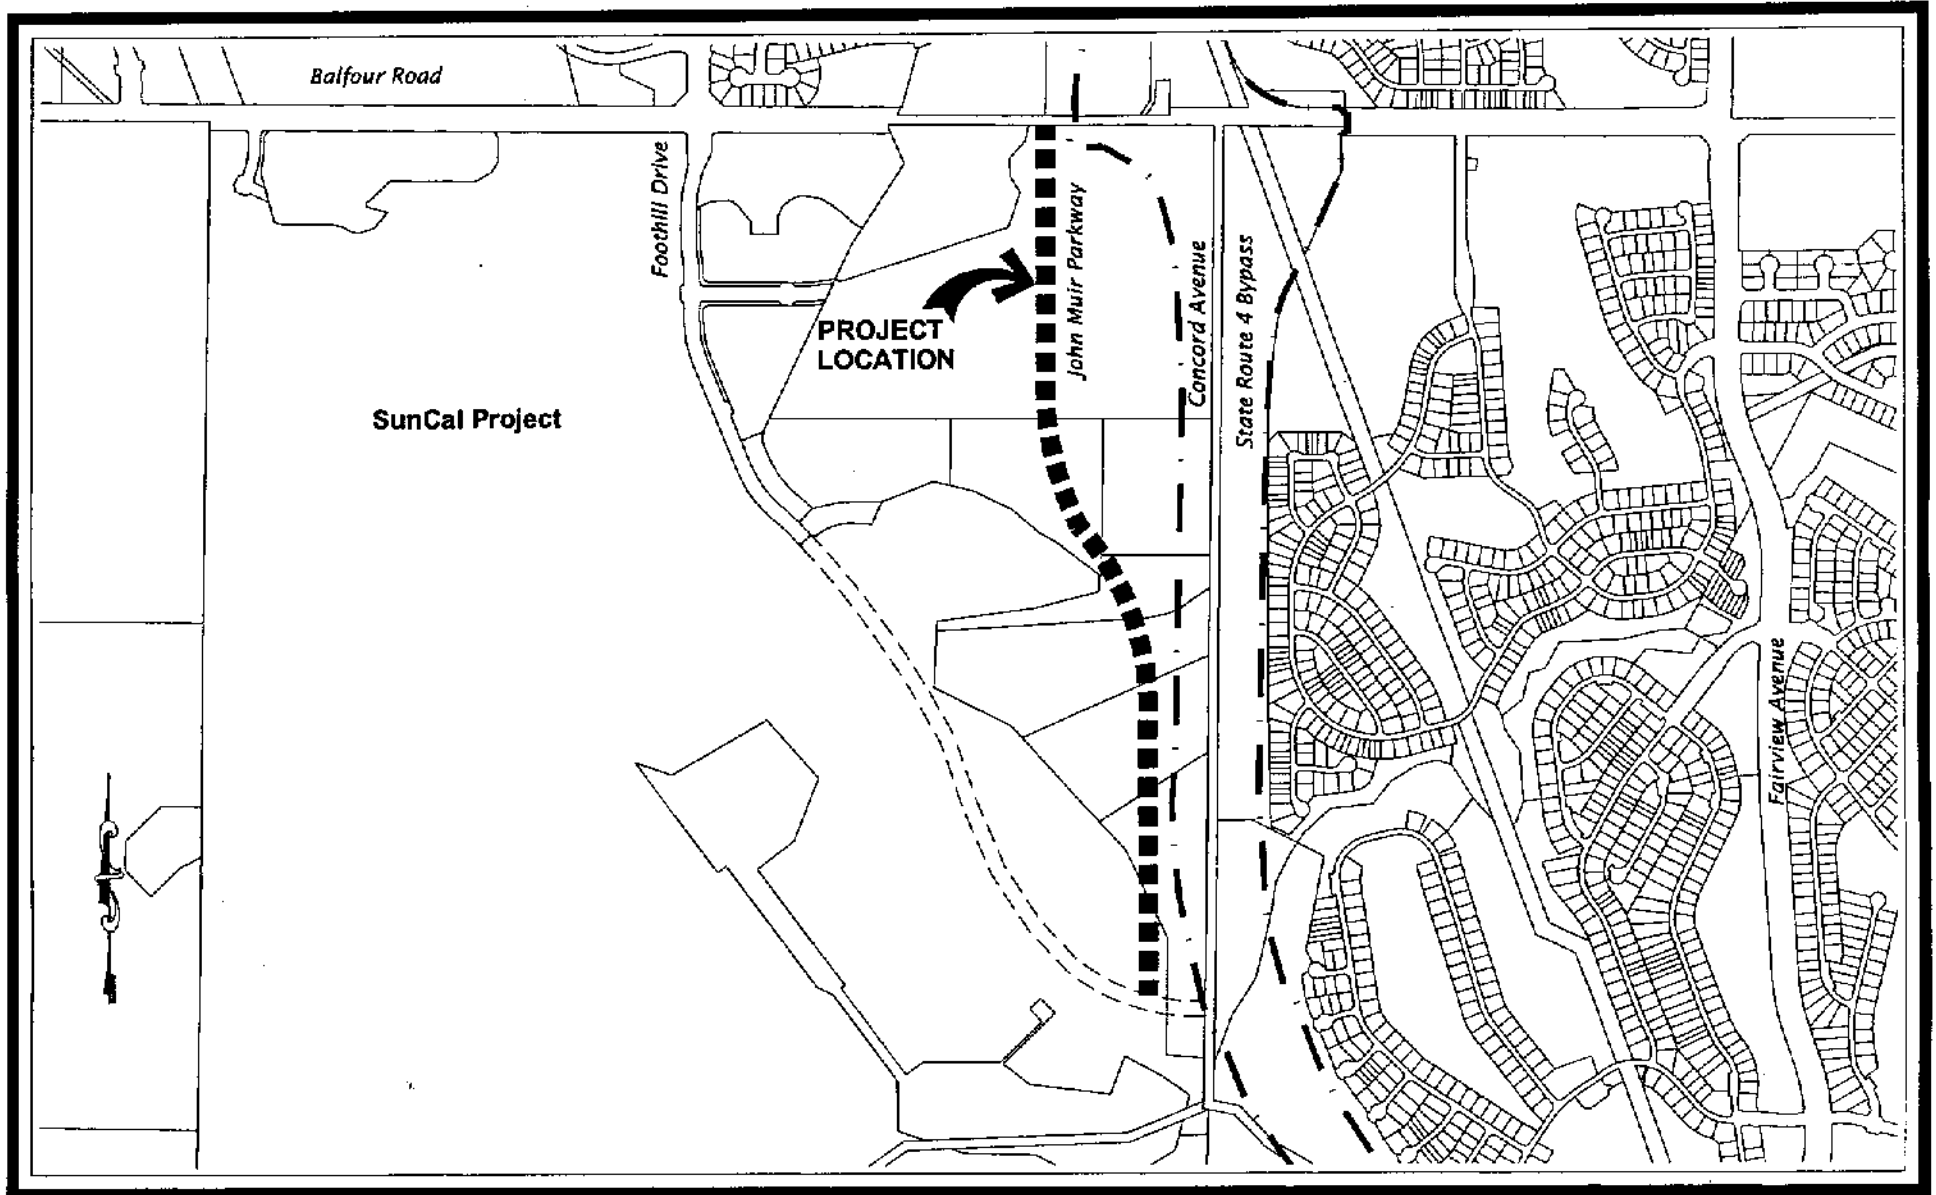 Balfour Road
Foothill Drive
John Muir Parkway
Concord Avenue
State Route 4 Bypass
PROJECT
LOCATION
SunCal Project
Fairview Avenue